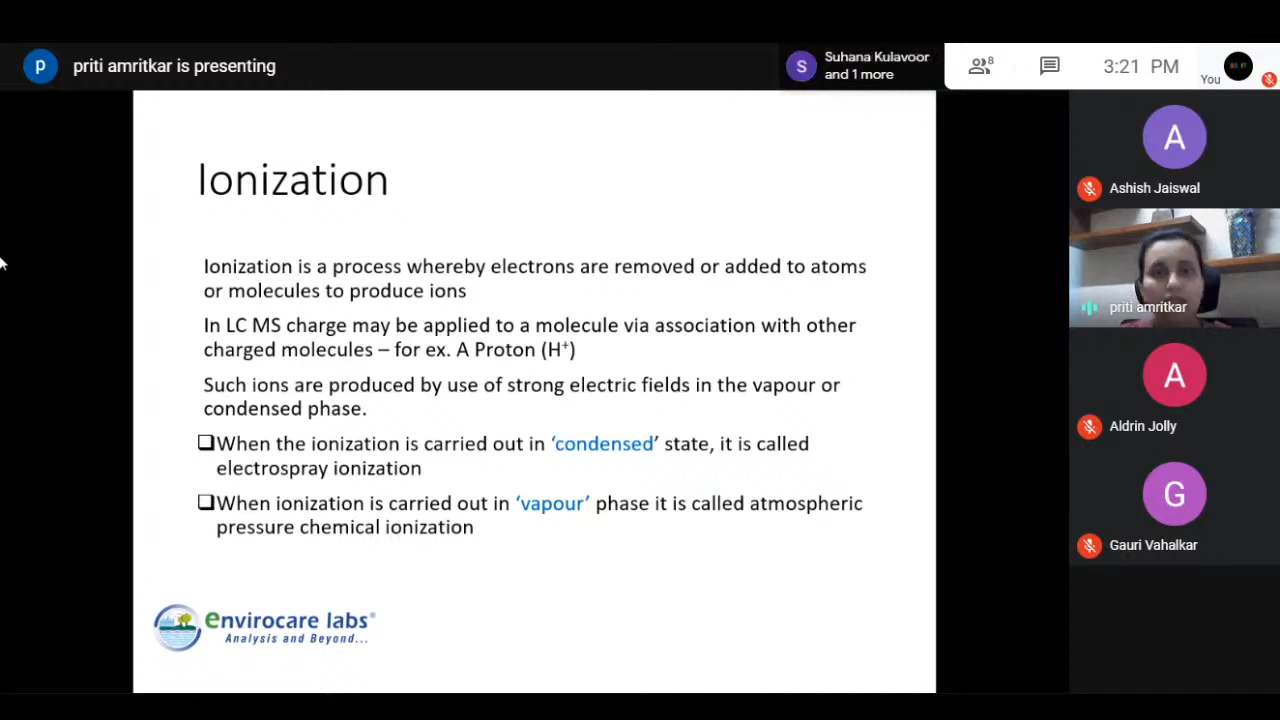 p
priti amritkar is presenting
S
Suhana Kulavoor
and 1 more
8
3:21 PM
You
Ionization
Ionization is a process whereby electrons are removed or added to atoms
or molecules to produce ions
In LC MS charge may be applied to a molecule via association with other
charged molecules – for ex. A Proton (H⁺)
Such ions are produced by use of strong electric fields in the vapour or
condensed phase.
❑When the ionization is carried out in ‘condensed’ state, it is called
electrospray ionization
❑When ionization is carried out in ‘vapour’ phase it is called atmospheric
pressure chemical ionization
envirocare labs®
Analysis and Beyond...
A
Ashish Jaiswal
priti amritkar
A
Aldrin Jolly
G
Gauri Vahalkar